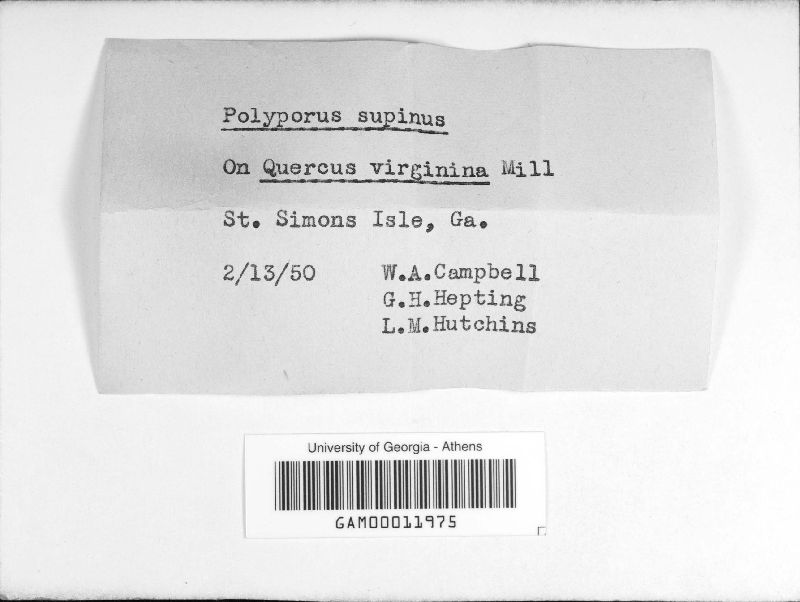 Polyporus supinus
On Quercus virginina Mill
St. Simons Isle, Ga.
2/13/50 W.A.Campbell
G.H.Hepting
L.M.Hutchins
University of Georgia - Athens
GAM00011975